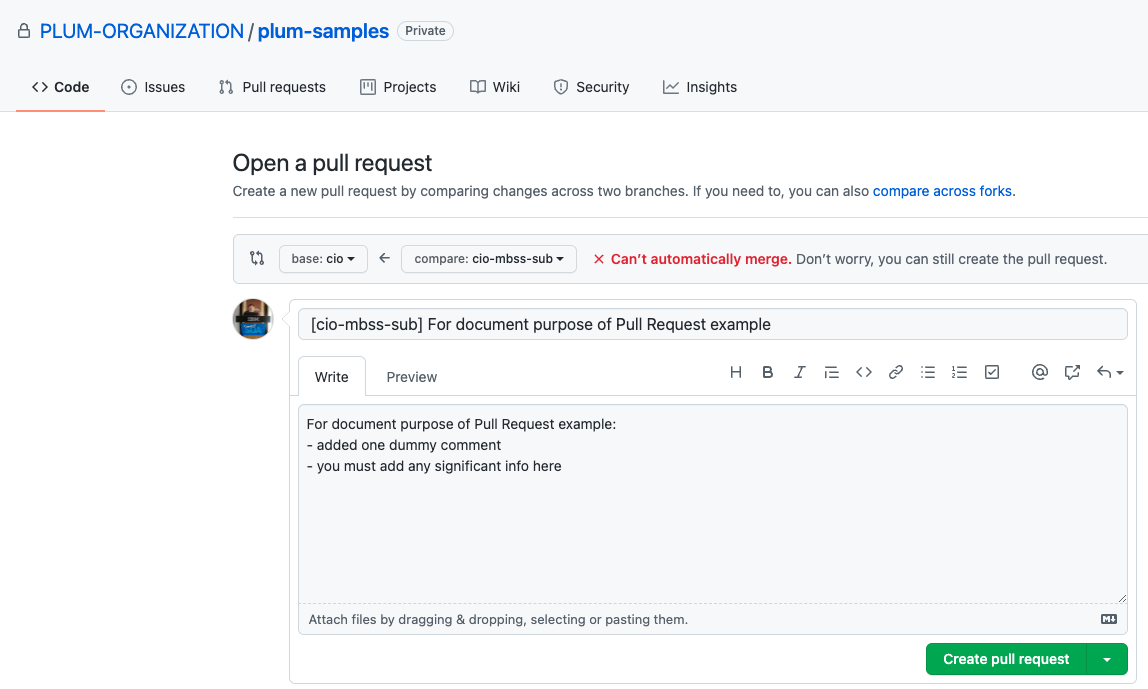 PLUM-ORGANIZATION / plum-samples Private
Code Issues Pull requests Projects Wiki Security Insights
Open a pull request
Create a new pull request by comparing changes across two branches. If you need to, you can also compare across forks.
base: cio compare: cio-mbss-sub Can’t automatically merge. Don’t worry, you can still create the pull request.
[cio-mbss-sub] For document purpose of Pull Request example
Write Preview
For document purpose of Pull Request example:
- added one dummy comment
- you must add any significant info here
Attach files by dragging & dropping, selecting or pasting them.
Create pull request